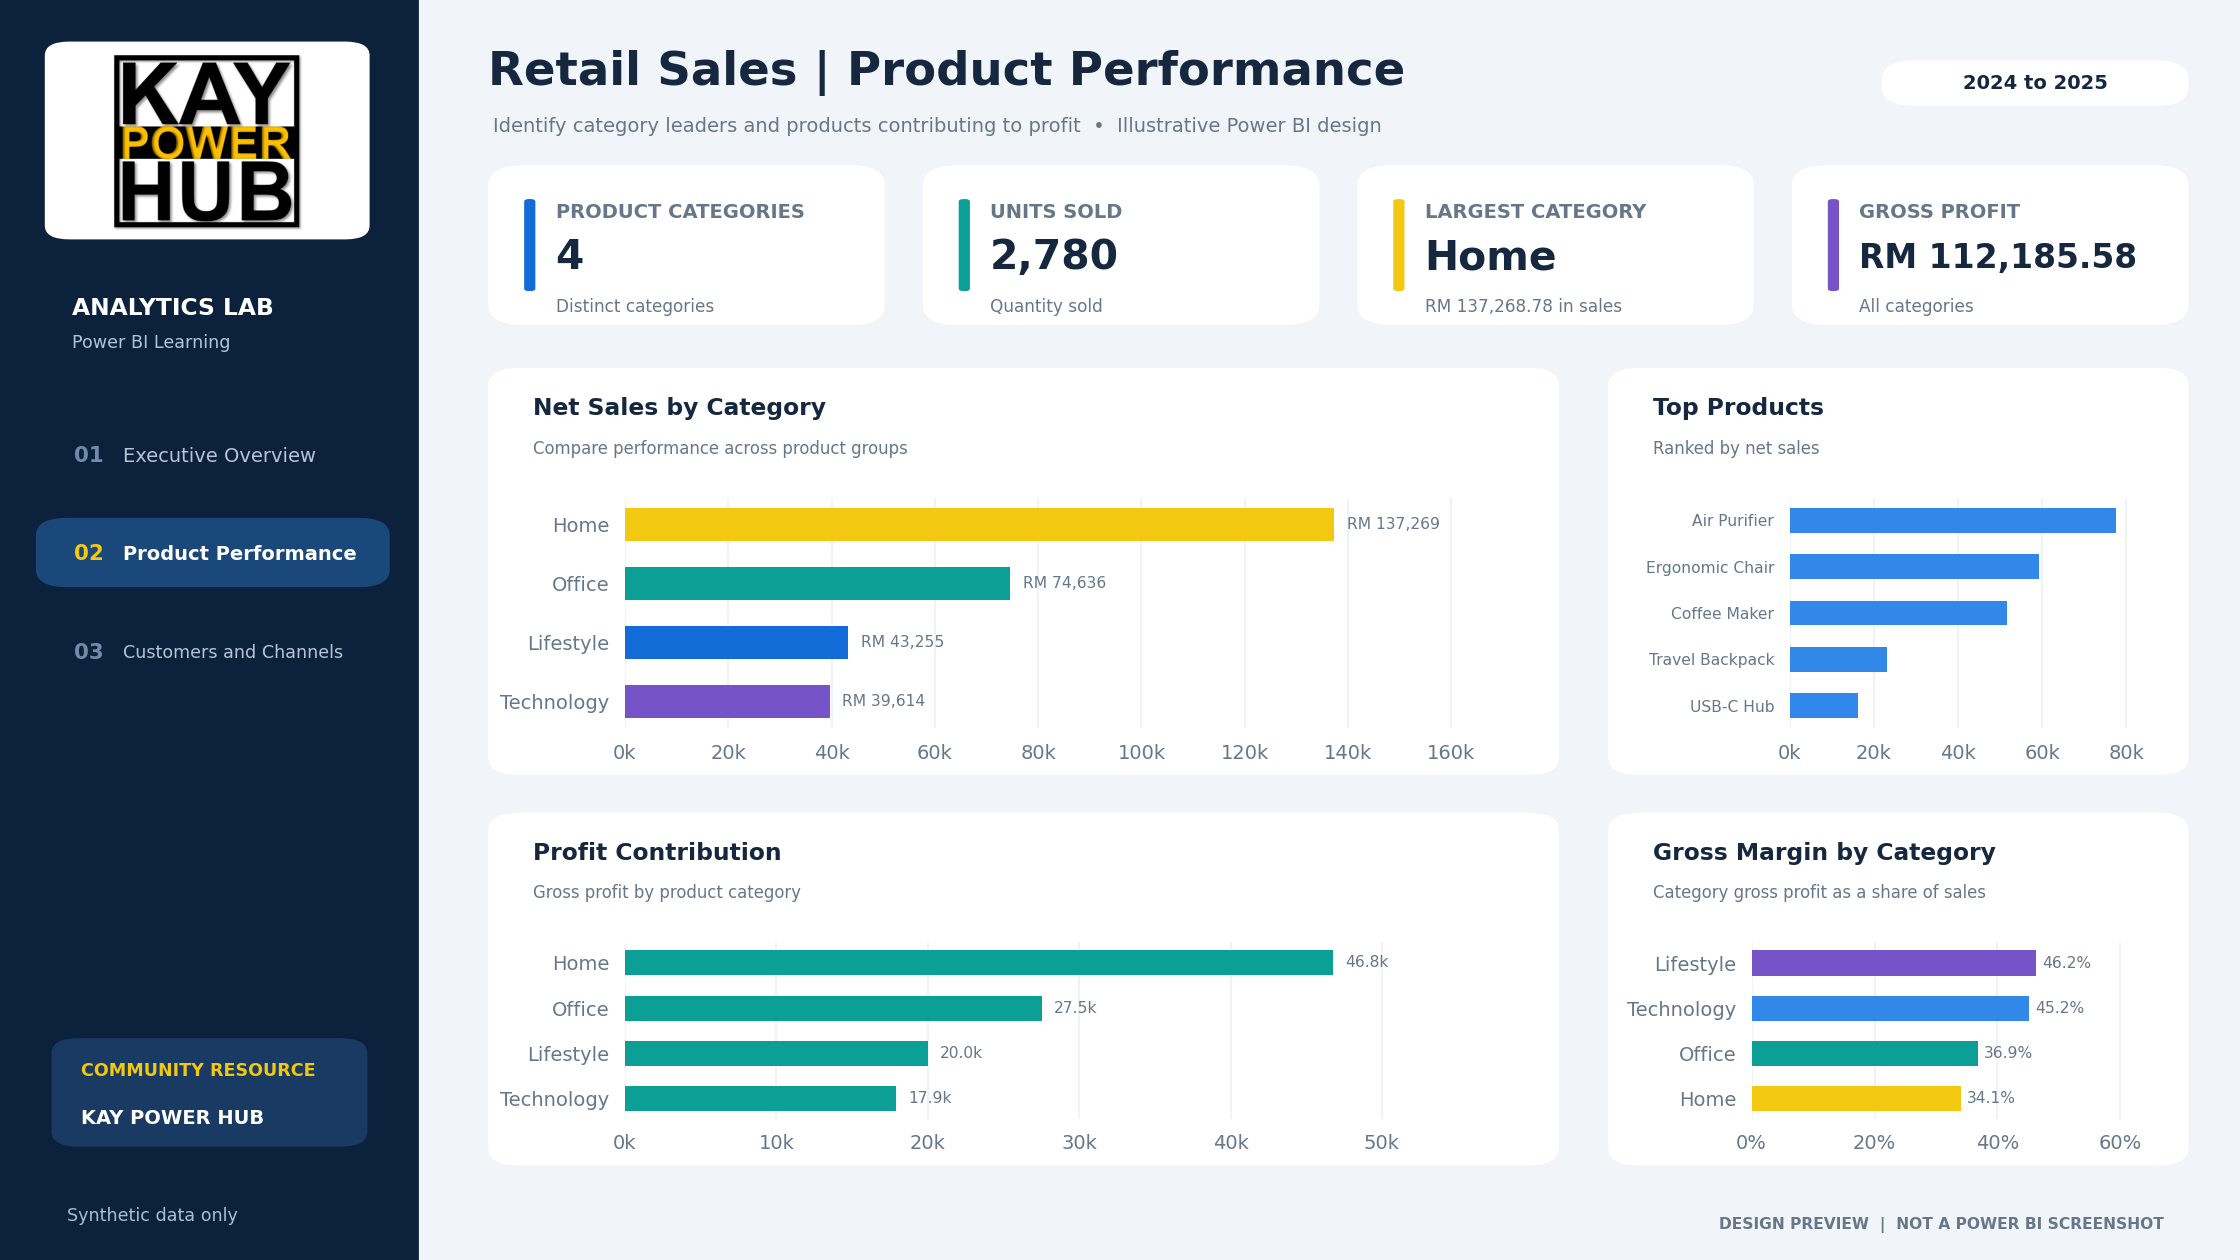 KAY
POWER
HUB
ANALYTICS LAB
Power BI Learning
01 Executive Overview
02 Product Performance
03 Customers and Channels
COMMUNITY RESOURCE
KAY POWER HUB
Synthetic data only
Retail Sales | Product Performance
Identify category leaders and products contributing to profit • Illustrative Power BI design
2024 to 2025
PRODUCT CATEGORIES
4
Distinct categories
UNITS SOLD
2,780
Quantity sold
LARGEST CATEGORY
Home
RM 137,268.78 in sales
GROSS PROFIT
RM 112,185.58
All categories
Net Sales by Category
Compare performance across product groups
Home RM 137,269
Office RM 74,636
Lifestyle RM 43,255
Technology RM 39,614
0k 20k 40k 60k 80k 100k 120k 140k 160k
Top Products
Ranked by net sales
Air Purifier
Ergonomic Chair
Coffee Maker
Travel Backpack
USB-C Hub
0k 20k 40k 60k 80k
Profit Contribution
Gross profit by product category
Home 46.8k
Office 27.5k
Lifestyle 20.0k
Technology 17.9k
0k 10k 20k 30k 40k 50k
Gross Margin by Category
Category gross profit as a share of sales
Lifestyle 46.2%
Technology 45.2%
Office 36.9%
Home 34.1%
0% 20% 40% 60%
DESIGN PREVIEW | NOT A POWER BI SCREENSHOT